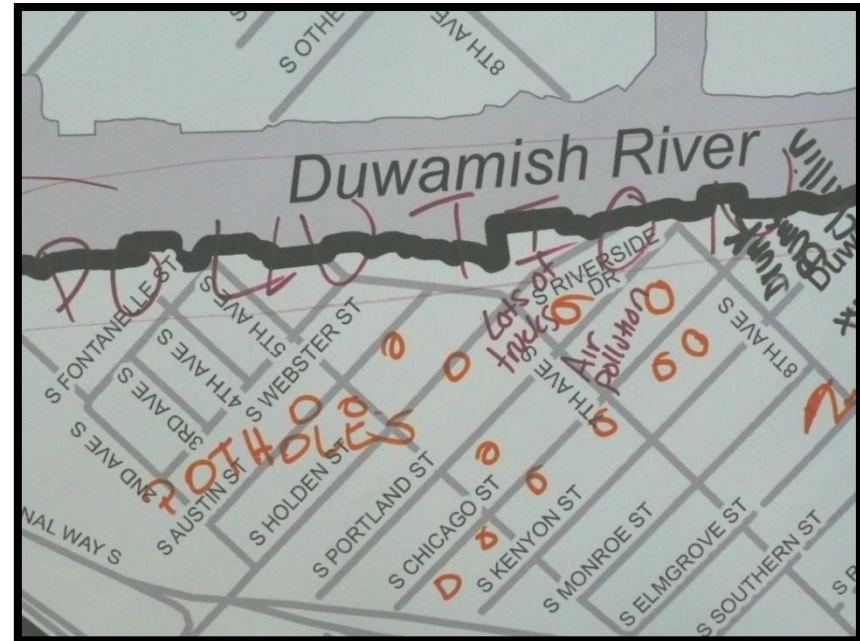 S OTHE
8TH AVE
Duwamish River
POLLUTION
S FONTANELLE ST
5TH AVE S
4TH AVE S
3RD AVE S
2ND AVE S
S WEBSTER ST
S RIVERSIDE DR
Lots of
trucks
Air
pollution
7TH AVE S
8TH AVE S
POTHOLES
S AUSTIN ST
S HOLDEN ST
S PORTLAND ST
S CHICAGO ST
S KENYON ST
S MONROE ST
S ELMGROVE ST
S SOUTHERN ST
NAL WAY S